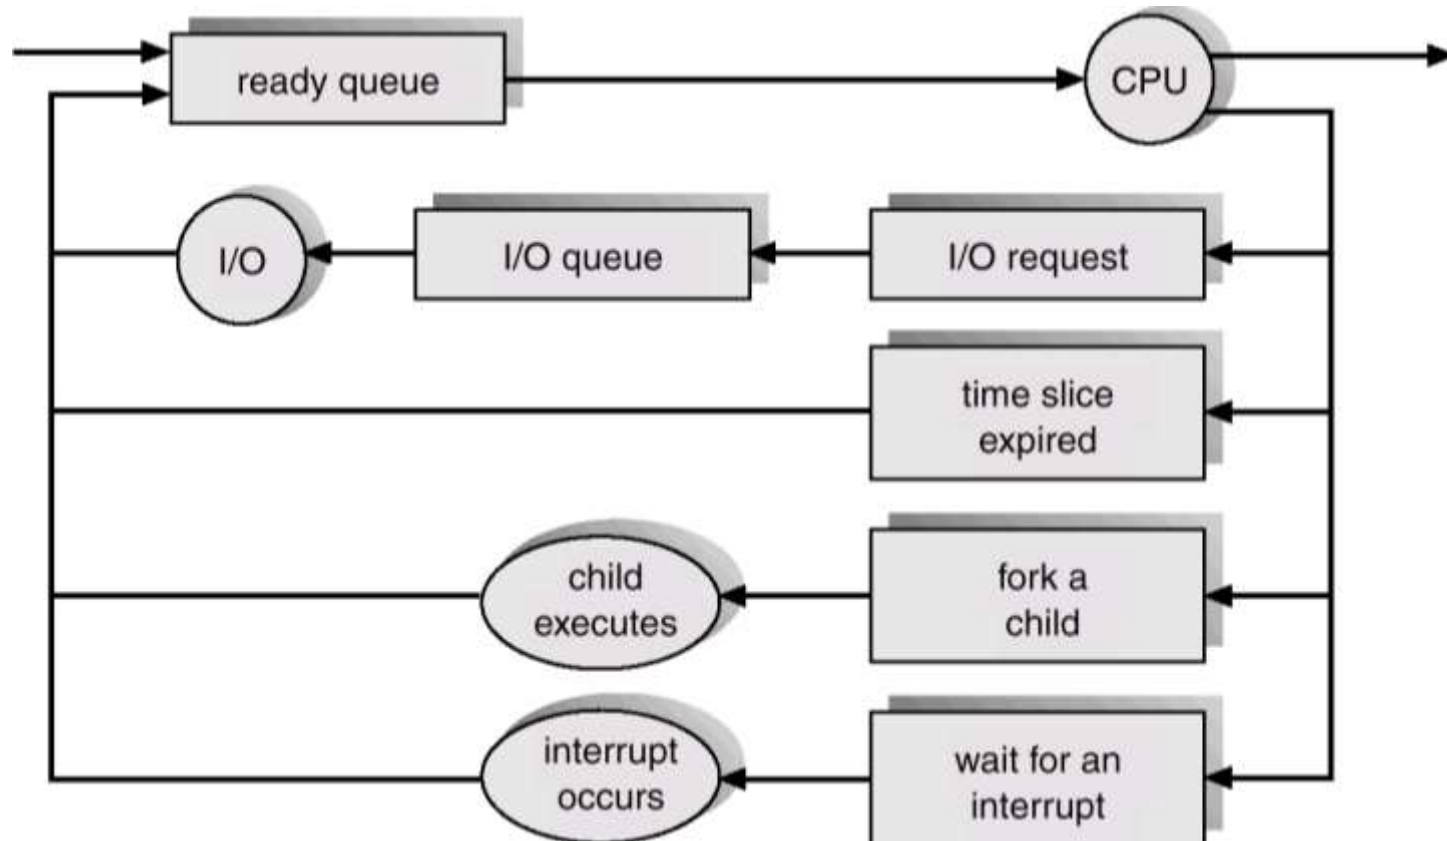 ready queue
CPU
I/O
I/O queue
I/O request
time slice
expired
child
executes
fork a
child
interrupt
occurs
wait for an
interrupt